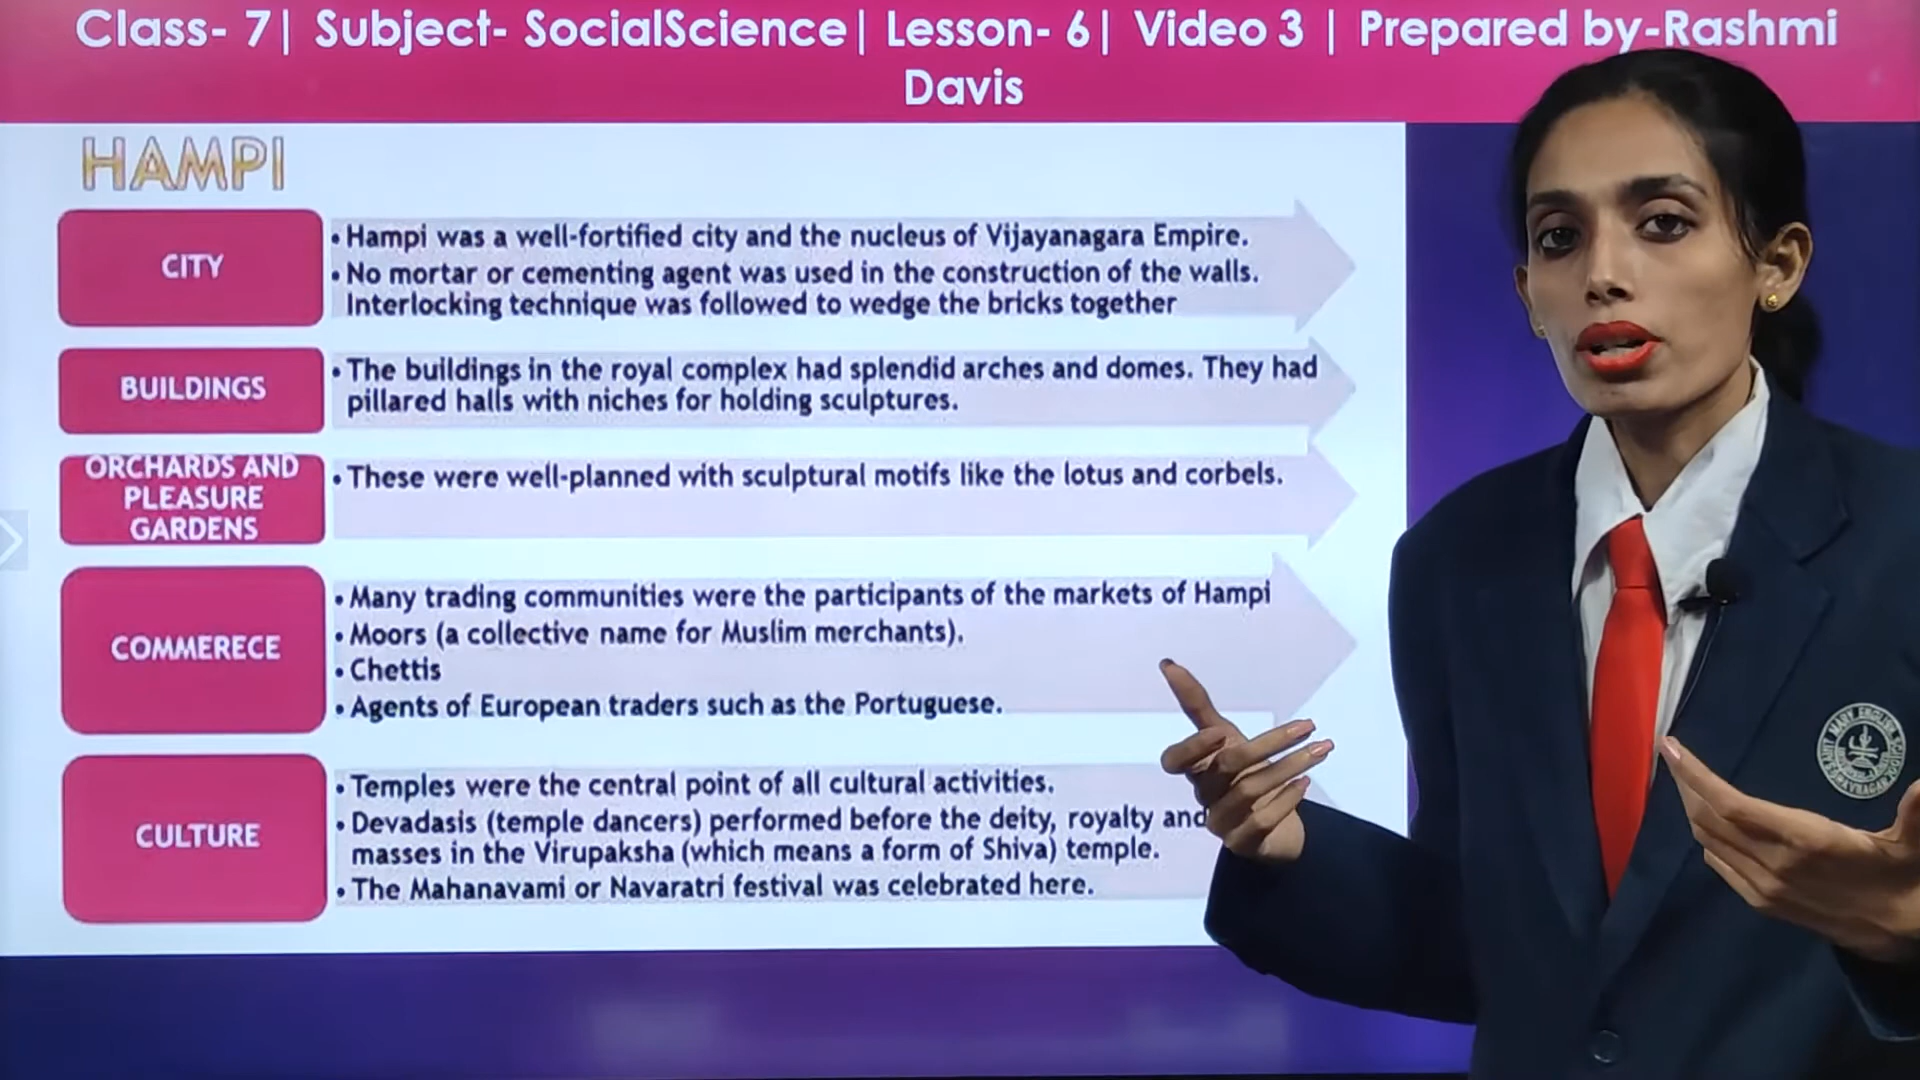 Class- 7| Subject- SocialScience| Lesson- 6| Video 3 | Prepared by-Rashmi
Davis
HAMPI
CITY
• Hampi was a well-fortified city and the nucleus of Vijayanagara Empire.
• No mortar or cementing agent was used in the construction of the walls.
Interlocking technique was followed to wedge the bricks together
BUILDINGS
• The buildings in the royal complex had splendid arches and domes. They had
pillared halls with niches for holding sculptures.
ORCHARDS AND
PLEASURE
GARDENS
• These were well-planned with sculptural motifs like the lotus and corbels.
COMMERECE
• Many trading communities were the participants of the markets of Hampi
• Moors (a collective name for Muslim merchants).
• Chettis
• Agents of European traders such as the Portuguese.
CULTURE
• Temples were the central point of all cultural activities.
• Devadasis (temple dancers) performed before the deity, royalty and
masses in the Virupaksha (which means a form of Shiva) temple.
• The Mahanavami or Navaratri festival was celebrated here.